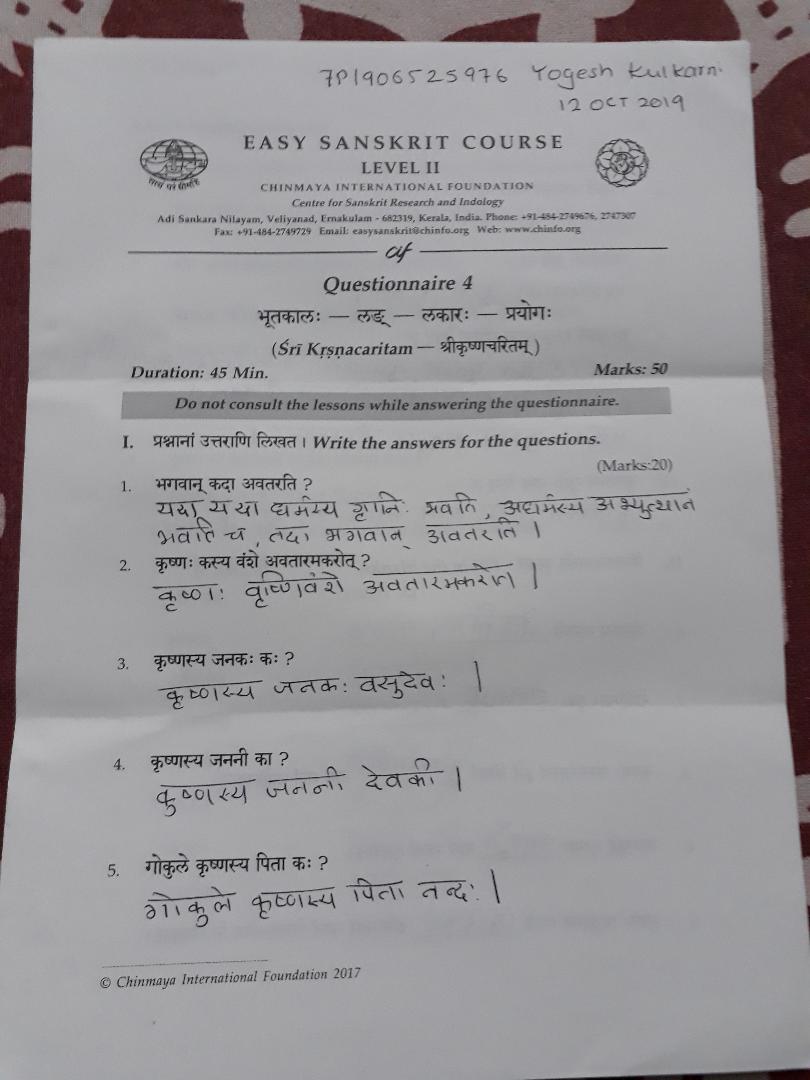 7P1906525976 Yogesh Kulkarni
12 OCT 2019
EASY SANSKRIT COURSE
LEVEL II
CHINMAYA INTERNATIONAL FOUNDATION
Centre for Sanskrit Research and Indology
Adi Sankara Nilayam, Veliyanad, Ernakulam - 682319, Kerala, India. Phone: +91-484-2749676, 2747307
Fax: +91-484-2749729 Email: easysanskrit@chinfo.org Web: www.chinfo.org
cif
Questionnaire 4
भूतकालः — लङ् — लकारः — प्रयोगः
(Śrī Kṛṣṇacaritam — श्रीकृष्णचरितम् )
Duration: 45 Min. Marks: 50
Do not consult the lessons while answering the questionnaire.
I. प्रश्नानां उत्तराणि लिखत । Write the answers for the questions.
(Marks:20)
1. भगवान् कदा अवतरति ?
यदा यदा धर्मस्य ग्लानिः भवति , अधर्मस्य अभ्युत्थानं
भवति च , तदा भगवान् अवतरति ।
2. कृष्णः कस्य वंशे अवतारमकरोत् ?
कृष्णः वृष्णिवंशे अवतारमकरोत् ।
3. कृष्णस्य जनकः कः ?
कृष्णस्य जनकः वसुदेवः ।
4. कृष्णस्य जननी का ?
कृष्णस्य जननी देवकी ।
5. गोकुले कृष्णस्य पिता कः ?
गोकुले कृष्णस्य पिता नन्दः ।
© Chinmaya International Foundation 2017